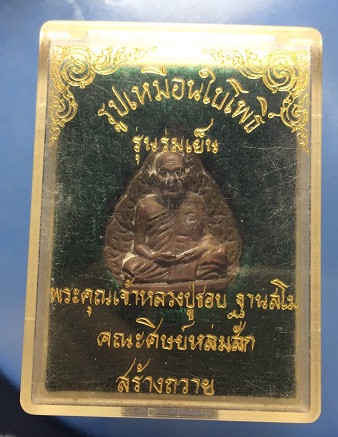 รูปเหมือนใบโพธิ์
รุ่นร่มเย็น
พระคุณเจ้าหลวงปู่ชอบ ฐานสโม
คณะศิษย์หล่มสัก
สร้างถวาย